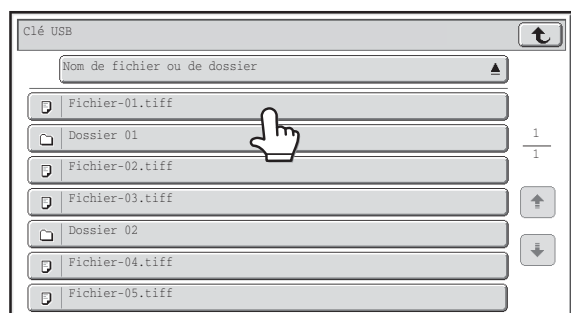 Clé USB
Nom de fichier ou de dossier
Fichier-01.tiff
Dossier 01
1
1
Fichier-02.tiff
Fichier-03.tiff
Dossier 02
Fichier-04.tiff
Fichier-05.tiff